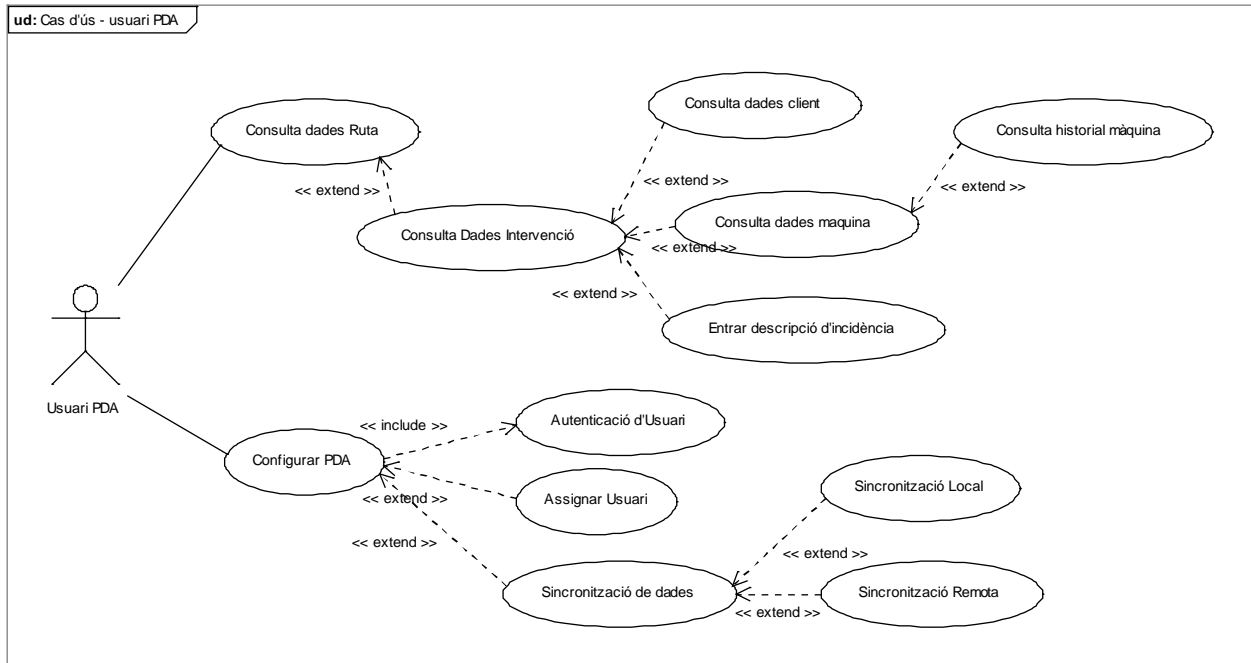 ud: Cas d'ús - usuari PDA
Consulta dades client
Consulta dades Ruta
Consulta historial màquina
<< extend >>
<< extend >>
<< extend >>
Consulta dades maquina
Consulta Dades Intervenció
<< extend >>
<< extend >>
Entrar descripció d'incidència
Usuari PDA
Autenticació d'Usuari
<< include >>
Configurar PDA
Sincronització Local
<< extend >>
Assignar Usuari
<< extend >>
<< extend >>
Sincronització de dades
Sincronització Remota
<< extend >>